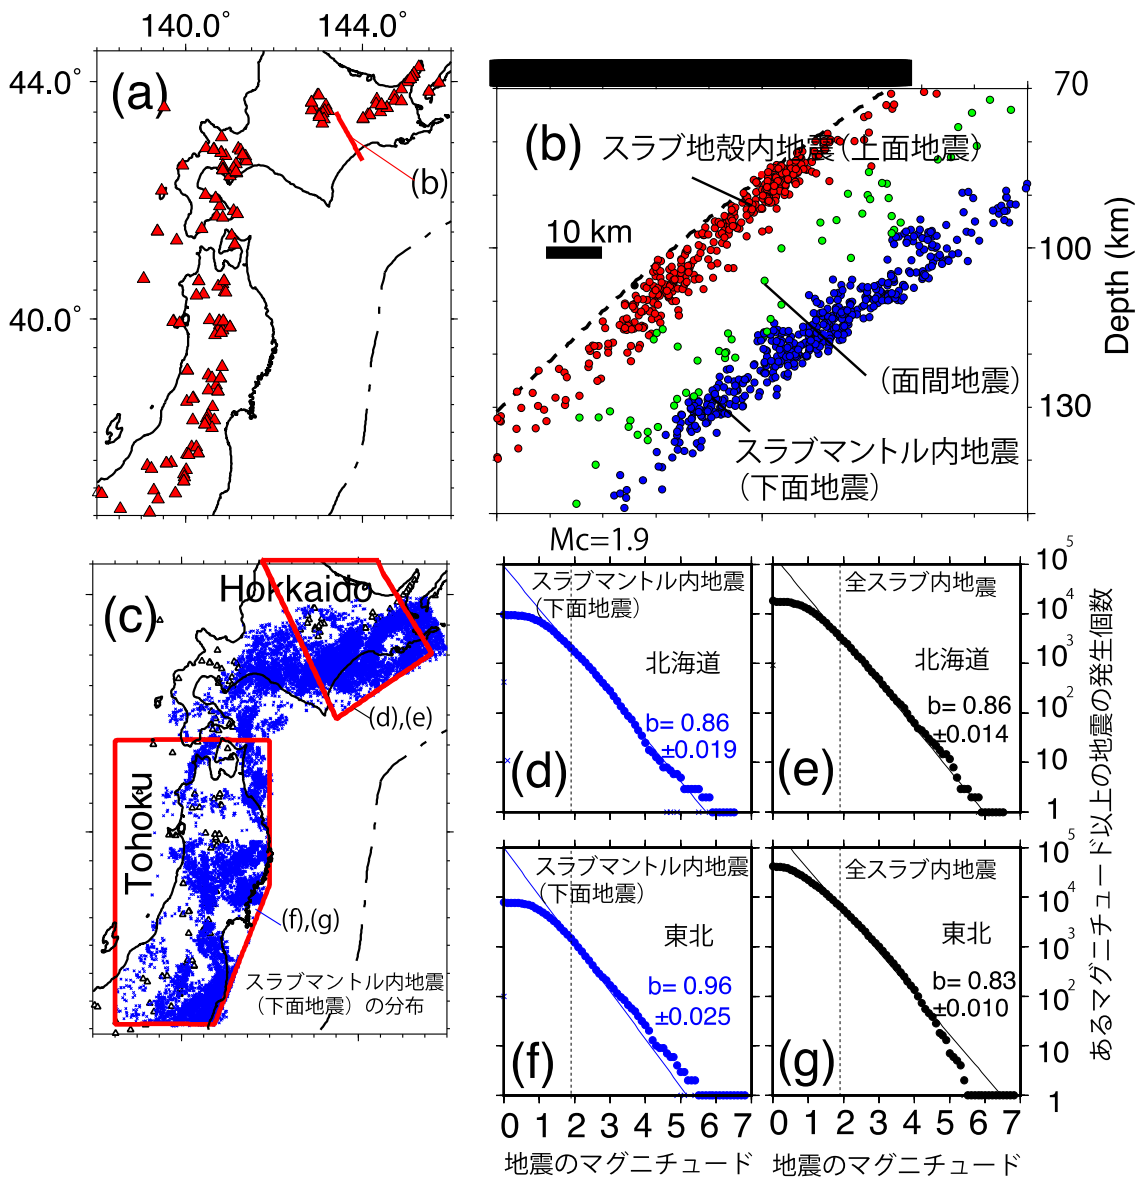 140.0° 144.0°
44.0°
40.0°
(a)
(b)
(b)
スラブ地殻内地震(上面地震)
10 km
(面間地震)
スラブマントル内地震
(下面地震)
70
100
130
Depth (km)
(c)
Hokkaido
(d),(e)
Tohoku
(f),(g)
スラブマントル内地震
(下面地震)の分布
Mc=1.9
スラブマントル内地震
(下面地震)
北海道
b= 0.86
±0.019
(d)
全スラブ内地震
北海道
b= 0.86
±0.014
(e)
10⁵
10⁴
10³
10²
10
1
スラブマントル内地震
(下面地震)
東北
b= 0.96
±0.025
(f)
全スラブ内地震
東北
b= 0.83
±0.010
(g)
10⁵
10⁴
10³
10²
10
1
あるマグニチュード以上の地震の発生個数
0 1 2 3 4 5 6 7
0 1 2 3 4 5 6 7
地震のマグニチュード
地震のマグニチュード